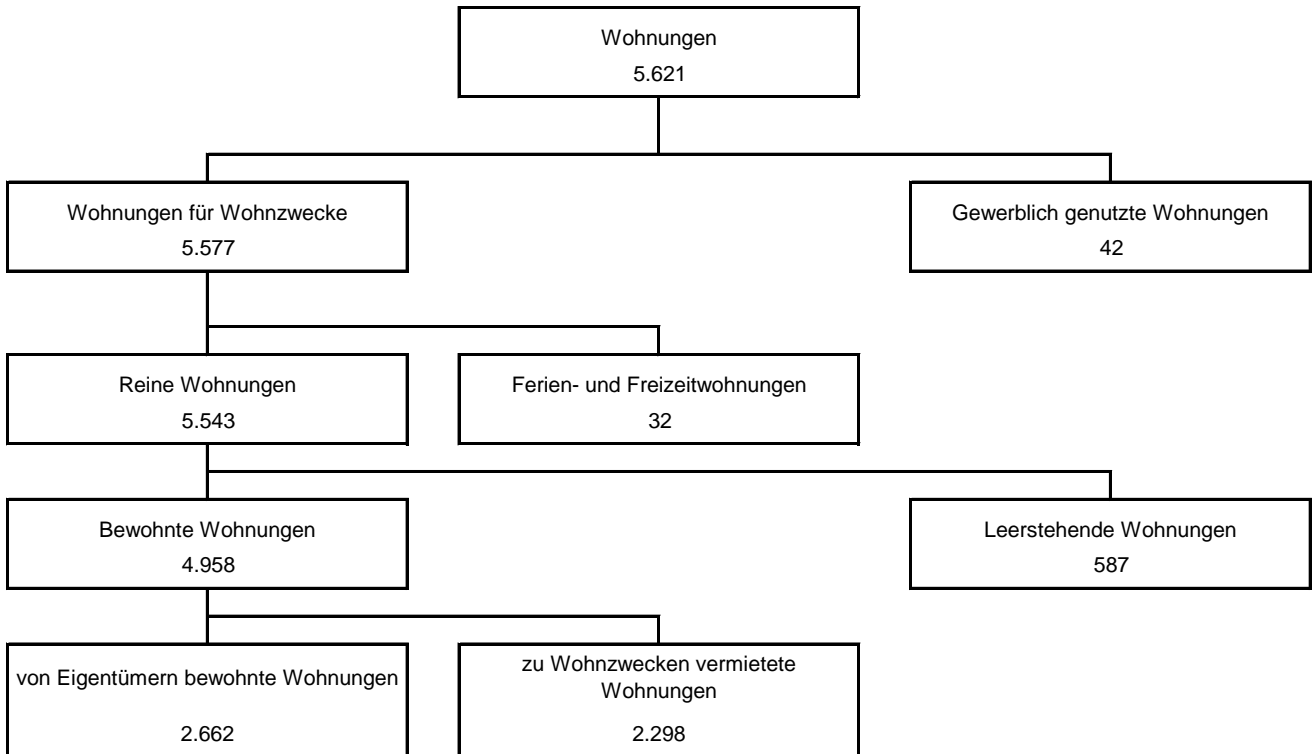 Wohnungen
5.621
Wohnungen für Wohnzwecke
5.577
Gewerblich genutzte Wohnungen
42
Reine Wohnungen
5.543
Ferien- und Freizeitwohnungen
32
Bewohnte Wohnungen
4.958
Leerstehende Wohnungen
587
von Eigentümern bewohnte Wohnungen
2.662
zu Wohnzwecken vermietete
Wohnungen
2.298